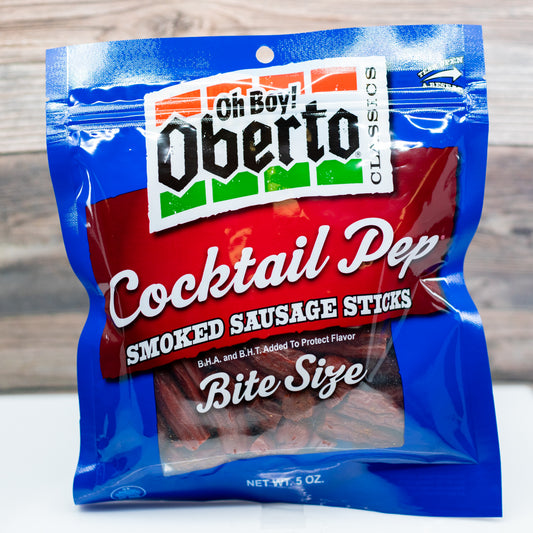 Oh Boy!
Oberto®
CLASSICS
Cocktail Pep®
SMOKED SAUSAGE STICKS
B.H.A. and B.H.T. Added To Protect Flavor
Bite Size
NET WT. 5 OZ.